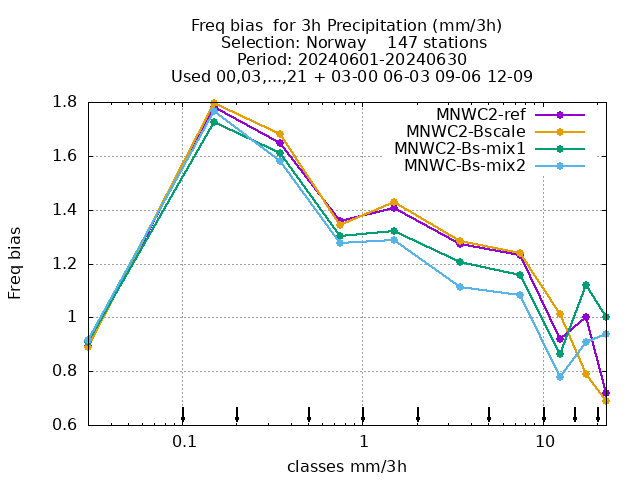 Freq bias  for 3h Precipitation (mm/3h)
Selection: Norway    147 stations
Period: 20240601-20240630
Used 00,03,...,21 + 03-00 06-03 09-06 12-09
MNWC2-ref
MNWC2-Bscale
MNWC2-Bs-mix1
MNWC-Bs-mix2
1.8
1.6
1.4
1.2
1
0.8
0.6
Freq bias
0.1 1 10
classes mm/3h